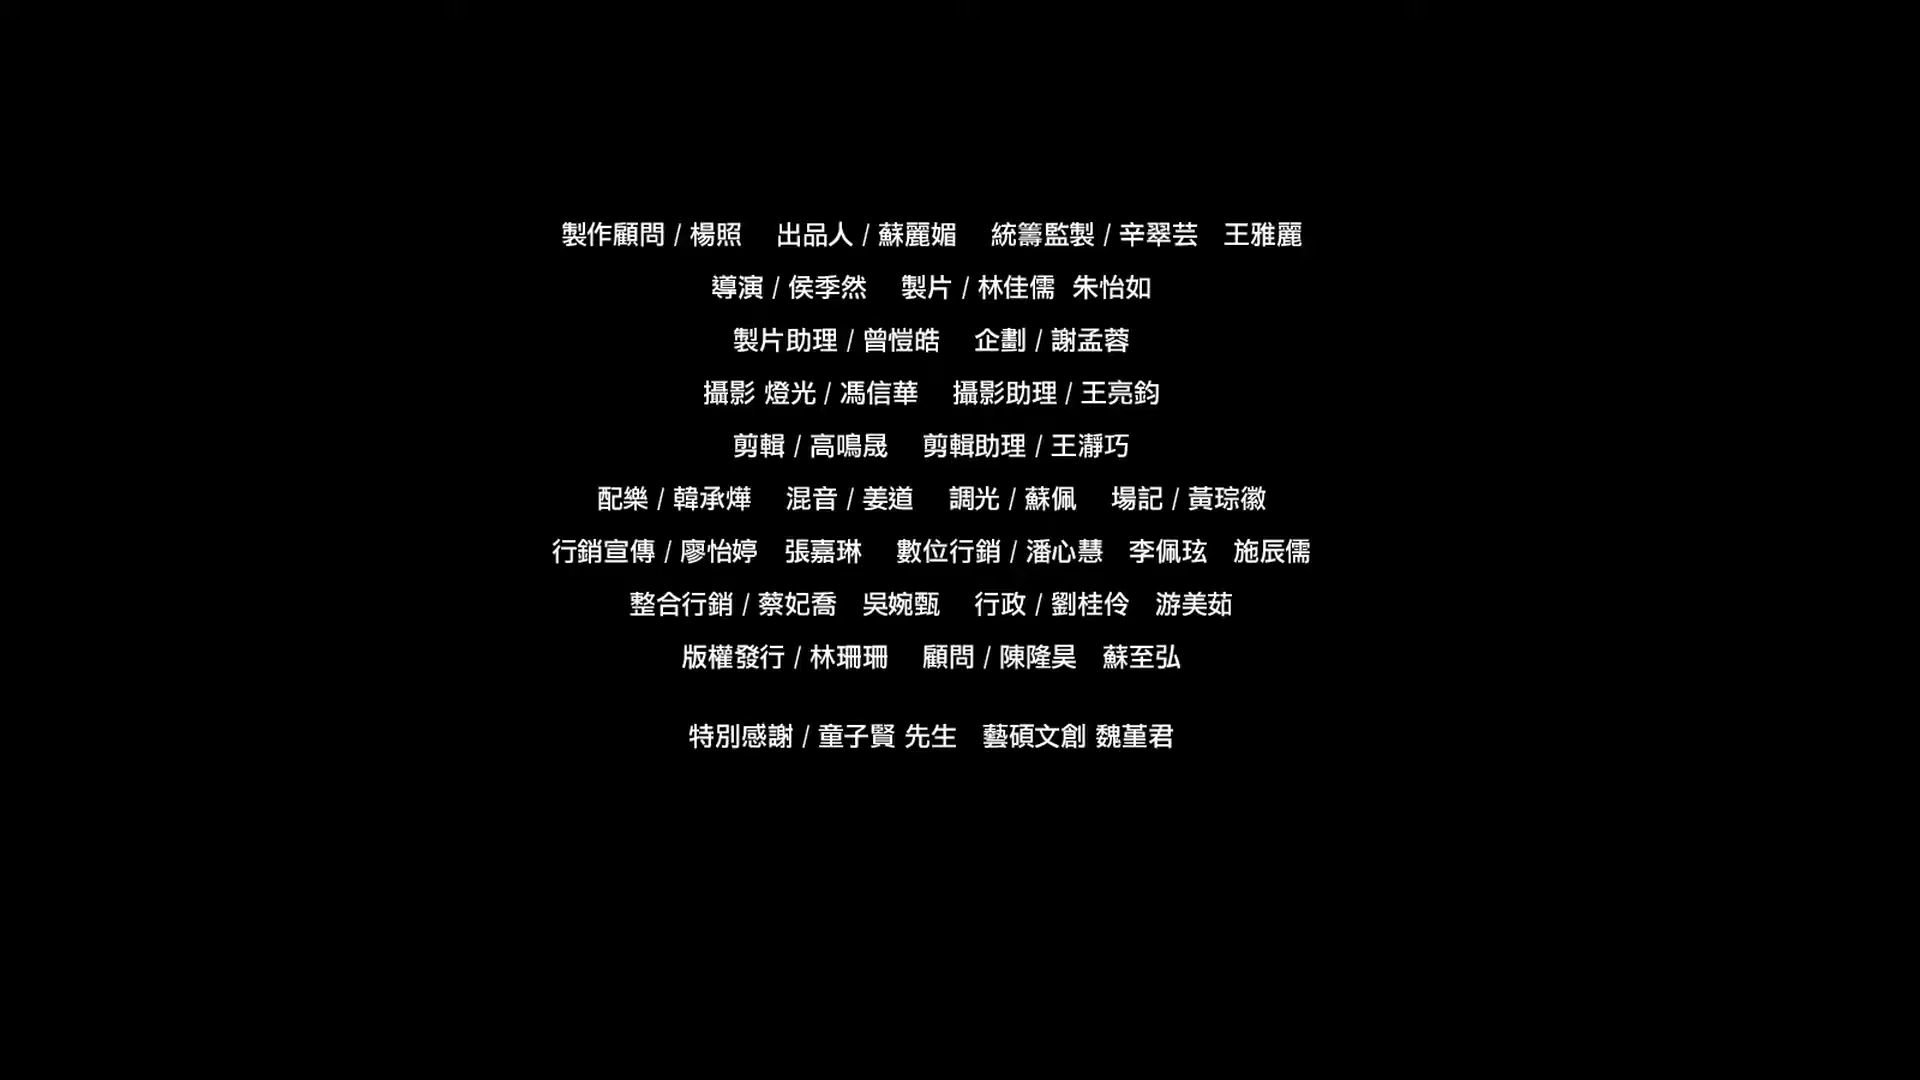 製作顧問 / 楊照　出品人 / 蘇麗媚　統籌監製 / 辛翠芸　王雅麗
導演 / 侯季然　製片 / 林佳儒 朱怡如
製片助理 / 曾愷皓　企劃 / 謝孟蓉
攝影 燈光 / 馮信華　攝影助理 / 王亮鈞
剪輯 / 高鳴晟　剪輯助理 / 王瀞巧
配樂 / 韓承燁　混音 / 姜道　調光 / 蘇佩　場記 / 黃琮徽
行銷宣傳 / 廖怡婷　張嘉琳　數位行銷 / 潘心慧　李佩玹　施辰儒
整合行銷 / 蔡妃喬　吳婉甄　行政 / 劉桂伶　游美茹
版權發行 / 林珊珊　顧問 / 陳隆昊　蘇至弘
特別感謝 / 童子賢 先生　藝碩文創 魏堇君